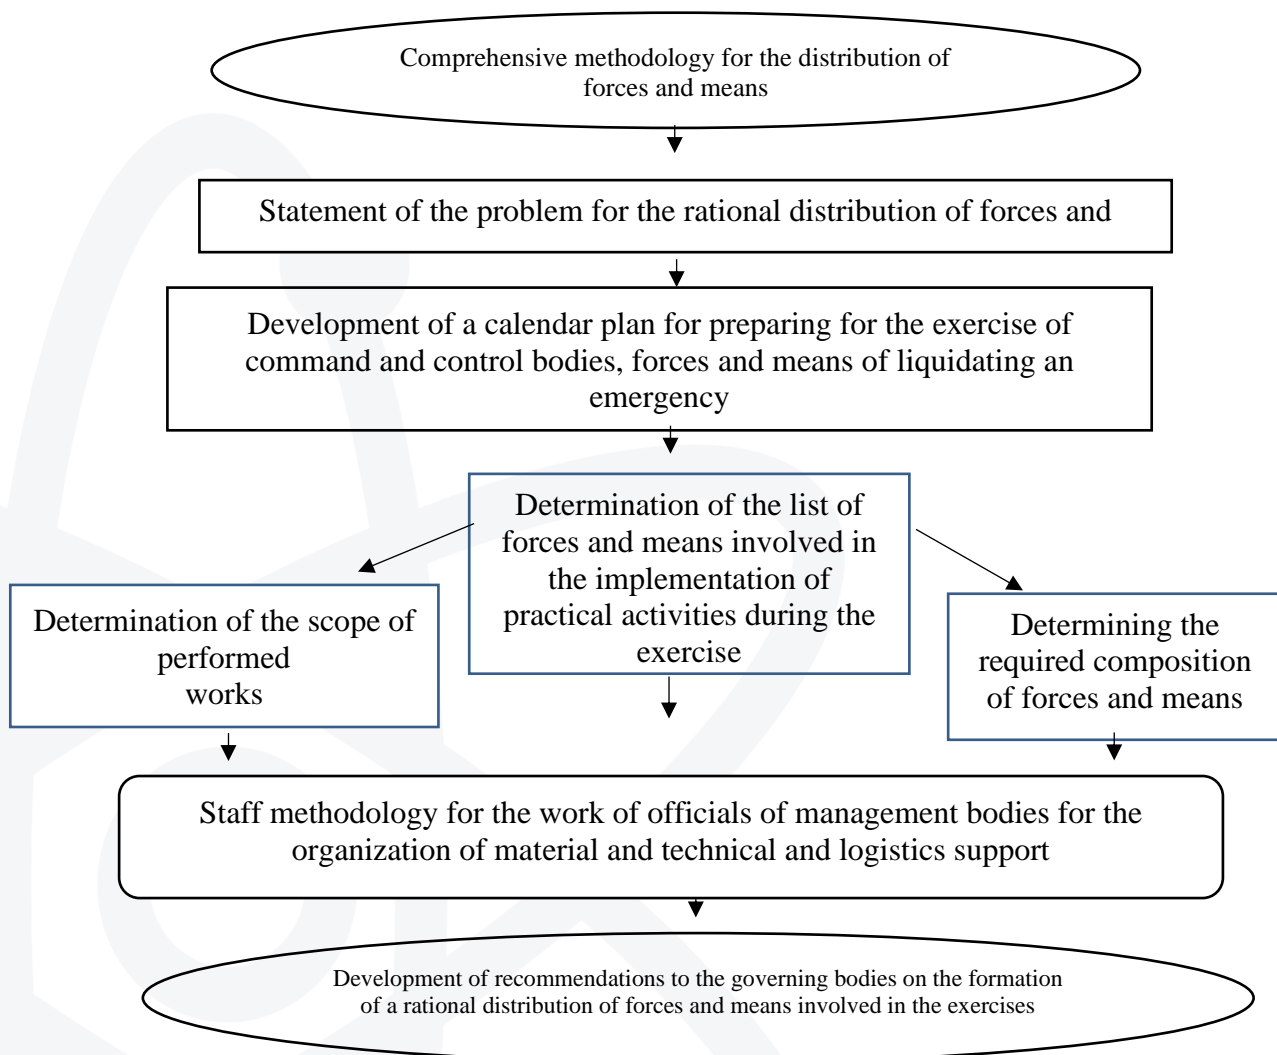 Comprehensive methodology for the distribution of
forces and means
Statement of the problem for the rational distribution of forces and
Development of a calendar plan for preparing for the exercise of
command and control bodies, forces and means of liquidating an
emergency
Determination of the list of
forces and means involved in
the implementation of
practical activities during the
exercise
Determination of the scope of
performed
works
Determining the
required composition
of forces and means
Staff methodology for the work of officials of management bodies for the
organization of material and technical and logistics support
Development of recommendations to the governing bodies on the formation
of a rational distribution of forces and means involved in the exercises